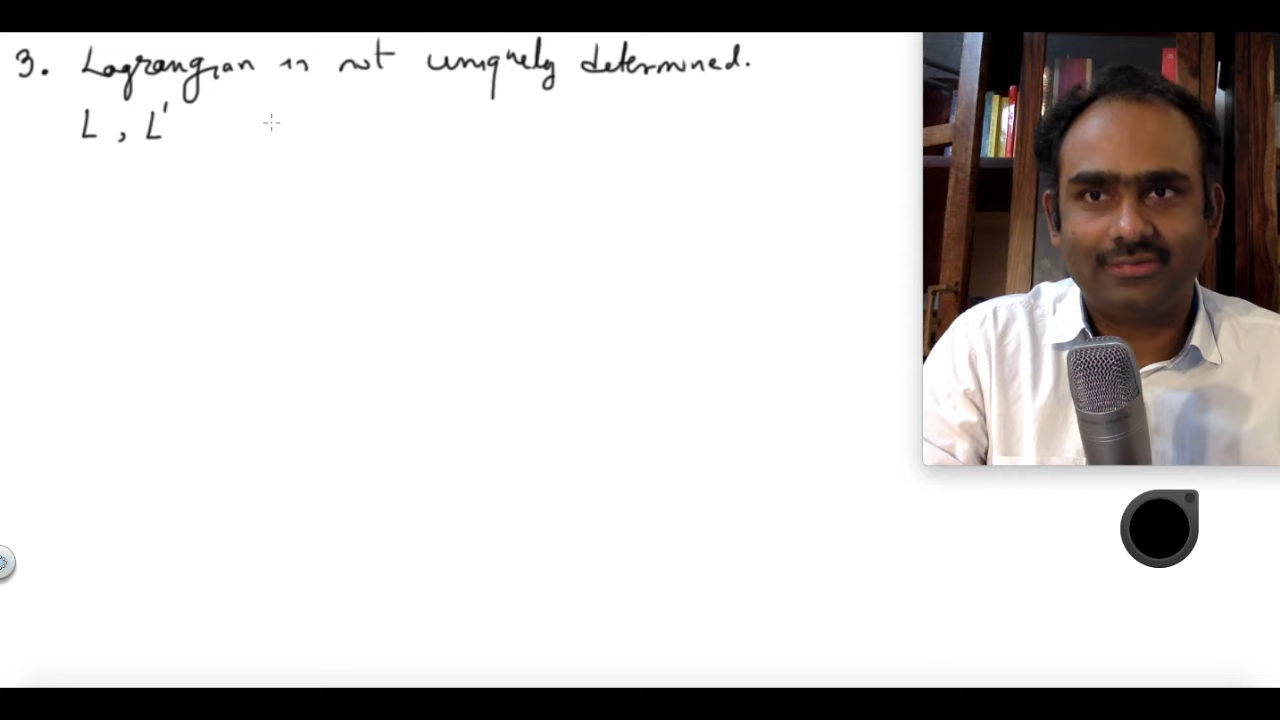 3. Lagrangian is not uniquely determined.
L, L'